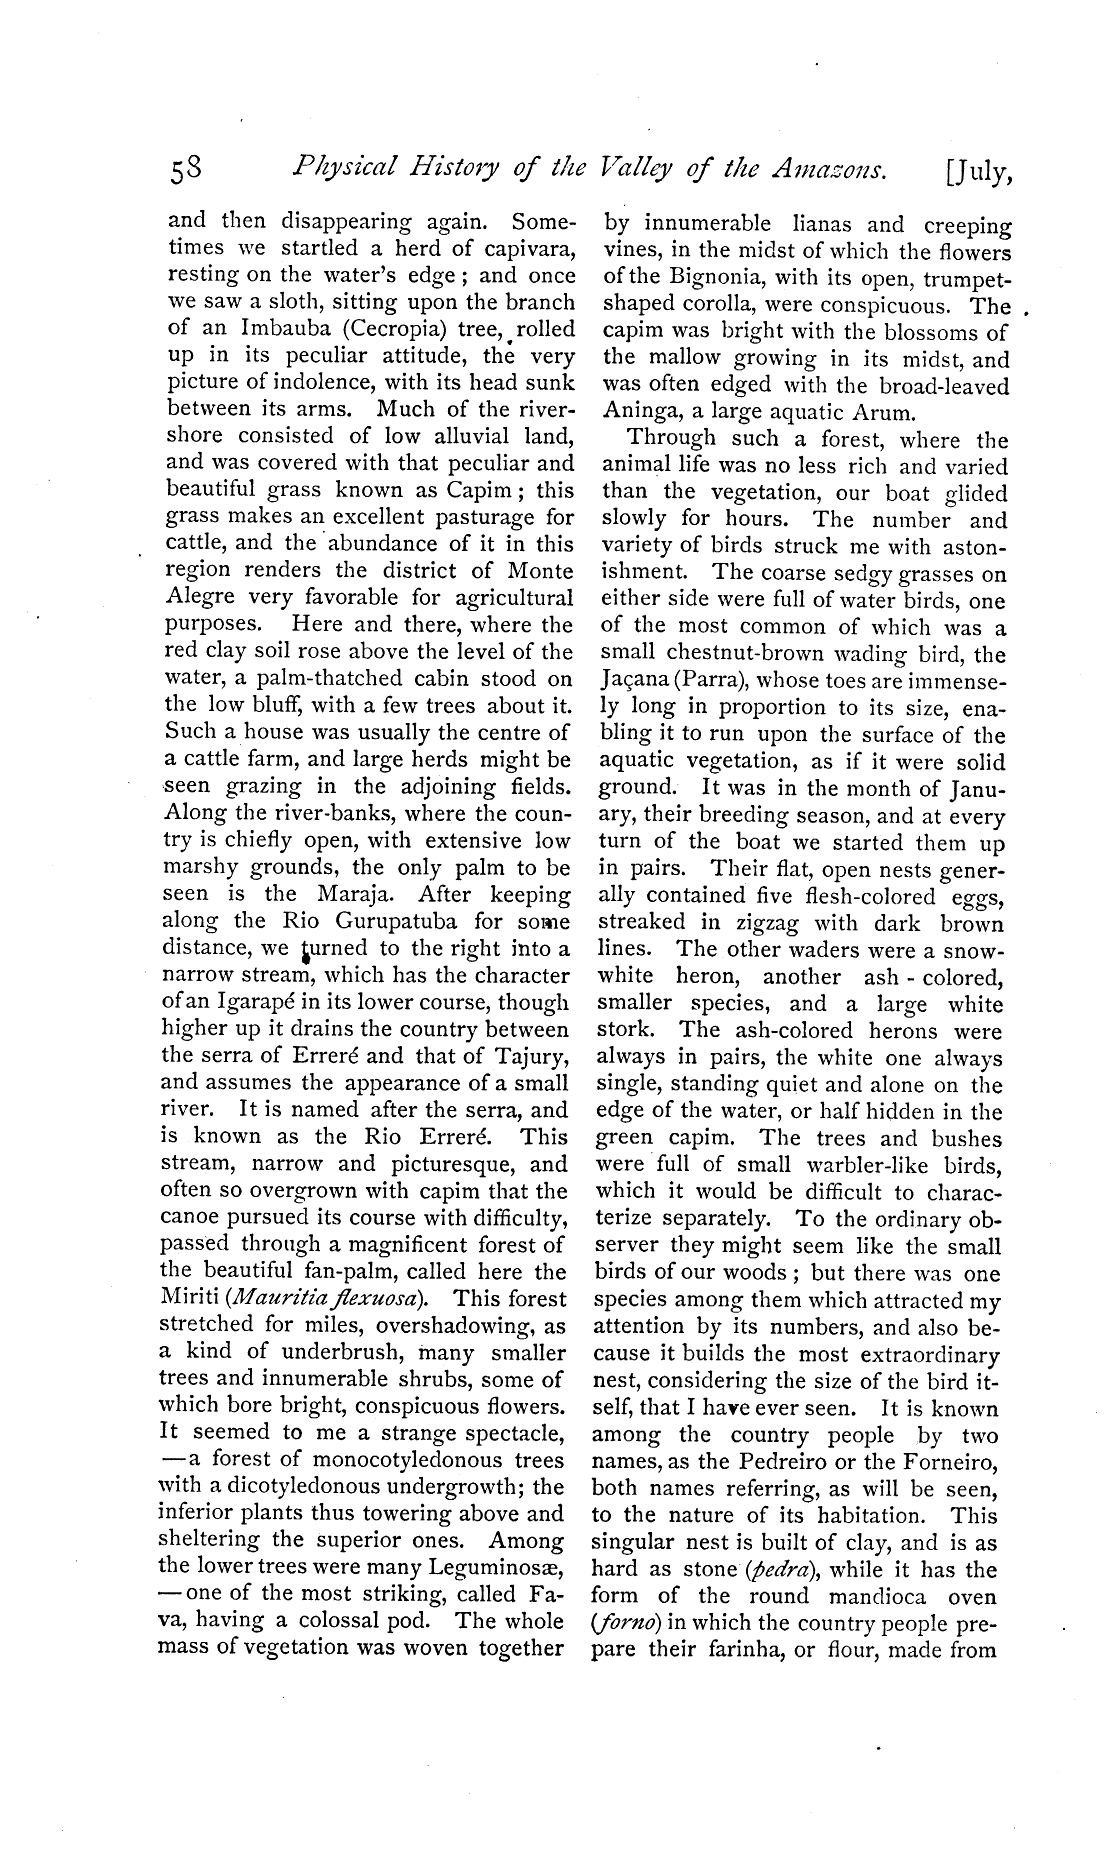 58 Physical History of the Valley of the Amazons. [July,
and then disappearing again. Some-
times we startled a herd of capivara,
resting on the water's edge; and once
we saw a sloth, sitting upon the branch
of an Imbauba (Cecropia) tree, rolled
up in its peculiar attitude, the very
picture of indolence, with its head sunk
between its arms. Much of the river-
shore consisted of low alluvial land,
and was covered with that peculiar and
beautiful grass known as Capim; this
grass makes an excellent pasturage for
cattle, and the abundance of it in this
region renders the district of Monte
Alegre very favorable for agricultural
purposes. Here and there, where the
red clay soil rose above the level of the
water, a palm-thatched cabin stood on
the low bluff, with a few trees about it.
Such a house was usually the centre of
a cattle farm, and large herds might be
seen grazing in the adjoining fields.
Along the river-banks, where the coun-
try is chiefly open, with extensive low
marshy grounds, the only palm to be
seen is the Maraja. After keeping
along the Rio Gurupatuba for some
distance, we turned to the right into a
narrow stream, which has the character
of an Igarapé in its lower course, though
higher up it drains the country between
the serra of Erreré and that of Tajury,
and assumes the appearance of a small
river. It is named after the serra, and
is known as the Rio Erreré. This
stream, narrow and picturesque, and
often so overgrown with capim that the
canoe pursued its course with difficulty,
passed through a magnificent forest of
the beautiful fan-palm, called here the
Miriti (Mauritia flexuosa). This forest
stretched for miles, overshadowing, as
a kind of underbrush, many smaller
trees and innumerable shrubs, some of
which bore bright, conspicuous flowers.
It seemed to me a strange spectacle,
—a forest of monocotyledonous trees
with a dicotyledonous undergrowth; the
inferior plants thus towering above and
sheltering the superior ones. Among
the lower trees were many Leguminosæ,
—one of the most striking, called Fa-
va, having a colossal pod. The whole
mass of vegetation was woven together
by innumerable lianas and creeping
vines, in the midst of which the flowers
of the Bignonia, with its open, trumpet-
shaped corolla, were conspicuous. The
capim was bright with the blossoms of
the mallow growing in its midst, and
was often edged with the broad-leaved
Aninga, a large aquatic Arum.
Through such a forest, where the
animal life was no less rich and varied
than the vegetation, our boat glided
slowly for hours. The number and
variety of birds struck me with aston-
ishment. The coarse sedgy grasses on
either side were full of water birds, one
of the most common of which was a
small chestnut-brown wading bird, the
Jaçana (Parra), whose toes are immense-
ly long in proportion to its size, ena-
bling it to run upon the surface of the
aquatic vegetation, as if it were solid
ground. It was in the month of Janu-
ary, their breeding season, and at every
turn of the boat we started them up
in pairs. Their flat, open nests gener-
ally contained five flesh-colored eggs,
streaked in zigzag with dark brown
lines. The other waders were a snow-
white heron, another ash-colored,
smaller species, and a large white
stork. The ash-colored herons were
always in pairs, the white one always
single, standing quiet and alone on the
edge of the water, or half hidden in the
green capim. The trees and bushes
were full of small warbler-like birds,
which it would be difficult to charac-
terize separately. To the ordinary ob-
server they might seem like the small
birds of our woods; but there was one
species among them which attracted my
attention by its numbers, and also be-
cause it builds the most extraordinary
nest, considering the size of the bird it-
self, that I have ever seen. It is known
among the country people by two
names, as the Pedreiro or the Forneiro,
both names referring, as will be seen,
to the nature of its habitation. This
singular nest is built of clay, and is as
hard as stone (pedra), while it has the
form of the round mandioca oven
(forno) in which the country people pre-
pare their farinha, or flour, made from